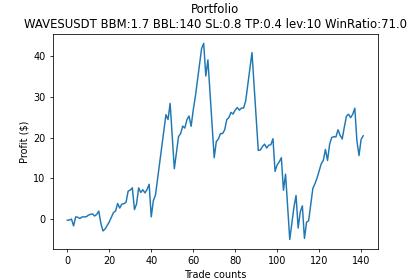 Portfolio
WAVESUSDT BBM:1.7 BBL:140 SL:0.8 TP:0.4 lev:10 WinRatio:71.0
Profit ($)
40
30
20
10
0
0 20 40 60 80 100 120 140
Trade counts